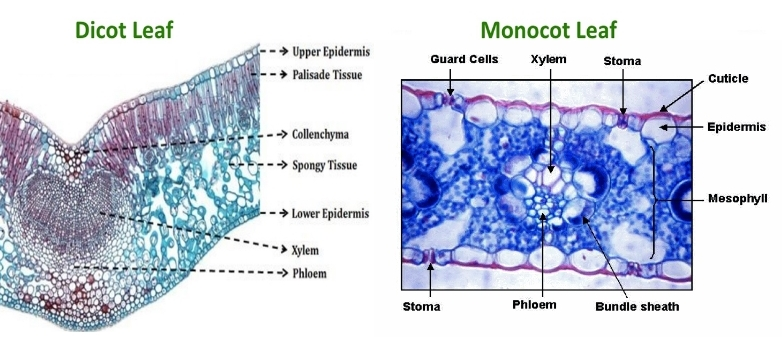 Dicot Leaf
Upper Epidermis
Palisade Tissue
Collenchyma
Spongy Tissue
Lower Epidermis
Xylem
Phloem
Monocot Leaf
Guard Cells
Xylem
Stoma
Cuticle
Epidermis
Mesophyll
Stoma
Phloem
Bundle sheath